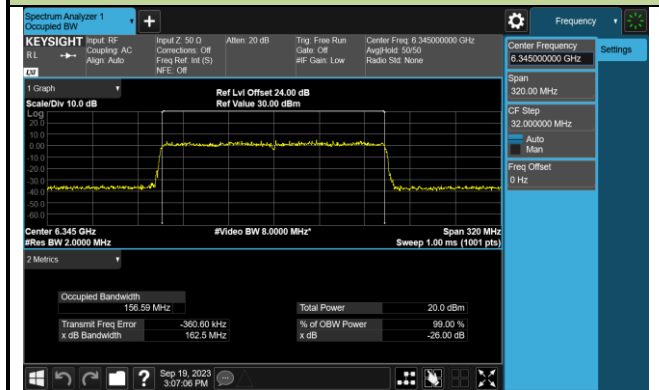 Spectrum Analyzer 1
Occupied BW
+
Frequency
KEYSIGHT
RL
LXI
Input: RF
Coupling: AC
Align: Auto
Input Z: 50 Ω
Corrections: Off
Freq Ref: Int (S)
NFE: Off
Atten: 20 dB
Trig: Free Run
Gate: Off
#IF Gain: Low
Center Freq: 6.345000000 GHz
Avg|Hold: 50/50
Radio Std: None
Center Frequency
6.345000000 GHz
Settings
Span
320.00 MHz
CF Step
32.000000 MHz
Auto
Man
Freq Offset
0 Hz
1 Graph
Scale/Div 10.0 dB
Ref Lvl Offset 24.00 dB
Ref Value 30.00 dBm
Log
20.0
10.0
0.00
-10.0
-20.0
-30.0
-40.0
-50.0
-60.0
Center 6.345 GHz
#Res BW 2.0000 MHz
#Video BW 8.0000 MHz*
Span 320 MHz
Sweep 1.00 ms (1001 pts)
2 Metrics
Occupied Bandwidth
156.59 MHz
Total Power 20.0 dBm
Transmit Freq Error -360.60 kHz
% of OBW Power 99.00 %
x dB Bandwidth 162.5 MHz
x dB -26.00 dB
?
Sep 19, 2023
3:07:06 PM